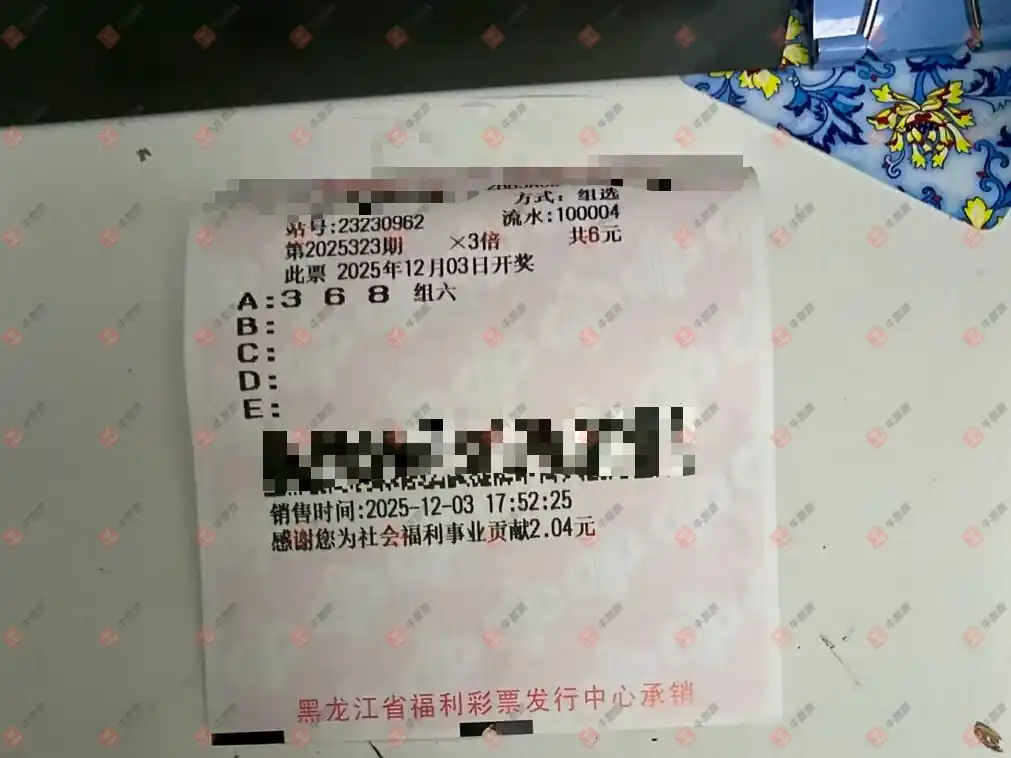 方式：组选
站号:23230962 流水:100004
第2025323期 ×3倍 共6元
此票 2025年12月03日开奖
A:3 6 8 组六
B:
C:
D:
E:
销售时间:2025-12-03 17:52:25
感谢您为社会福利事业贡献2.04元
黑龙江省福利彩票发行中心承销